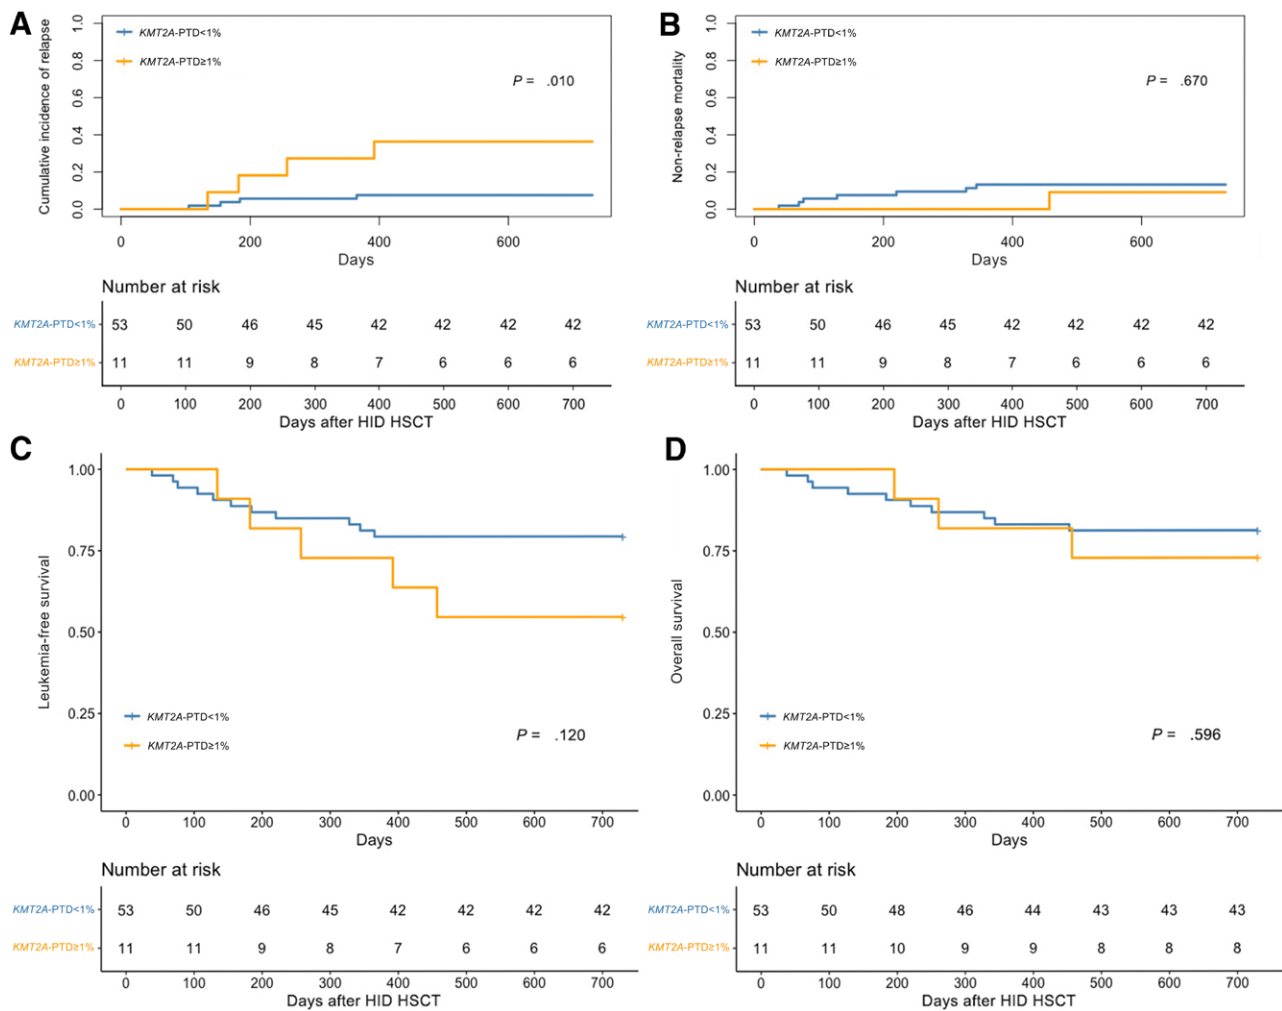 A
Cumulative incidence of relapse
1.0
0.8
0.6
0.4
0.2
0.0
KMT2A-PTD<1%
KMT2A-PTD≥1%
P = .010
0 200 400 600
Days
Number at risk
KMT2A-PTD<1% 53 50 46 45 42 42 42 42
KMT2A-PTD≥1% 11 11 9 8 7 6 6 6
0 100 200 300 400 500 600 700
Days after HID HSCT
B
Non-relapse mortality
1.0
0.8
0.6
0.4
0.2
0.0
KMT2A-PTD<1%
KMT2A-PTD≥1%
P = .670
0 200 400 600
Days
Number at risk
KMT2A-PTD<1% 53 50 46 45 42 42 42 42
KMT2A-PTD≥1% 11 11 9 8 7 6 6 6
0 100 200 300 400 500 600 700
Days after HID HSCT
C
Leukemia-free survival
1.00
0.75
0.50
0.25
0.00
KMT2A-PTD<1%
KMT2A-PTD≥1%
P = .120
0 100 200 300 400 500 600 700
Days
Number at risk
KMT2A-PTD<1% 53 50 46 45 42 42 42 42
KMT2A-PTD≥1% 11 11 9 8 7 6 6 6
0 100 200 300 400 500 600 700
Days after HID HSCT
D
Overall survival
1.00
0.75
0.50
0.25
0.00
KMT2A-PTD<1%
KMT2A-PTD≥1%
P = .596
0 100 200 300 400 500 600 700
Days
Number at risk
KMT2A-PTD<1% 53 50 48 46 44 43 43 43
KMT2A-PTD≥1% 11 11 10 9 9 8 8 8
0 100 200 300 400 500 600 700
Days after HID HSCT